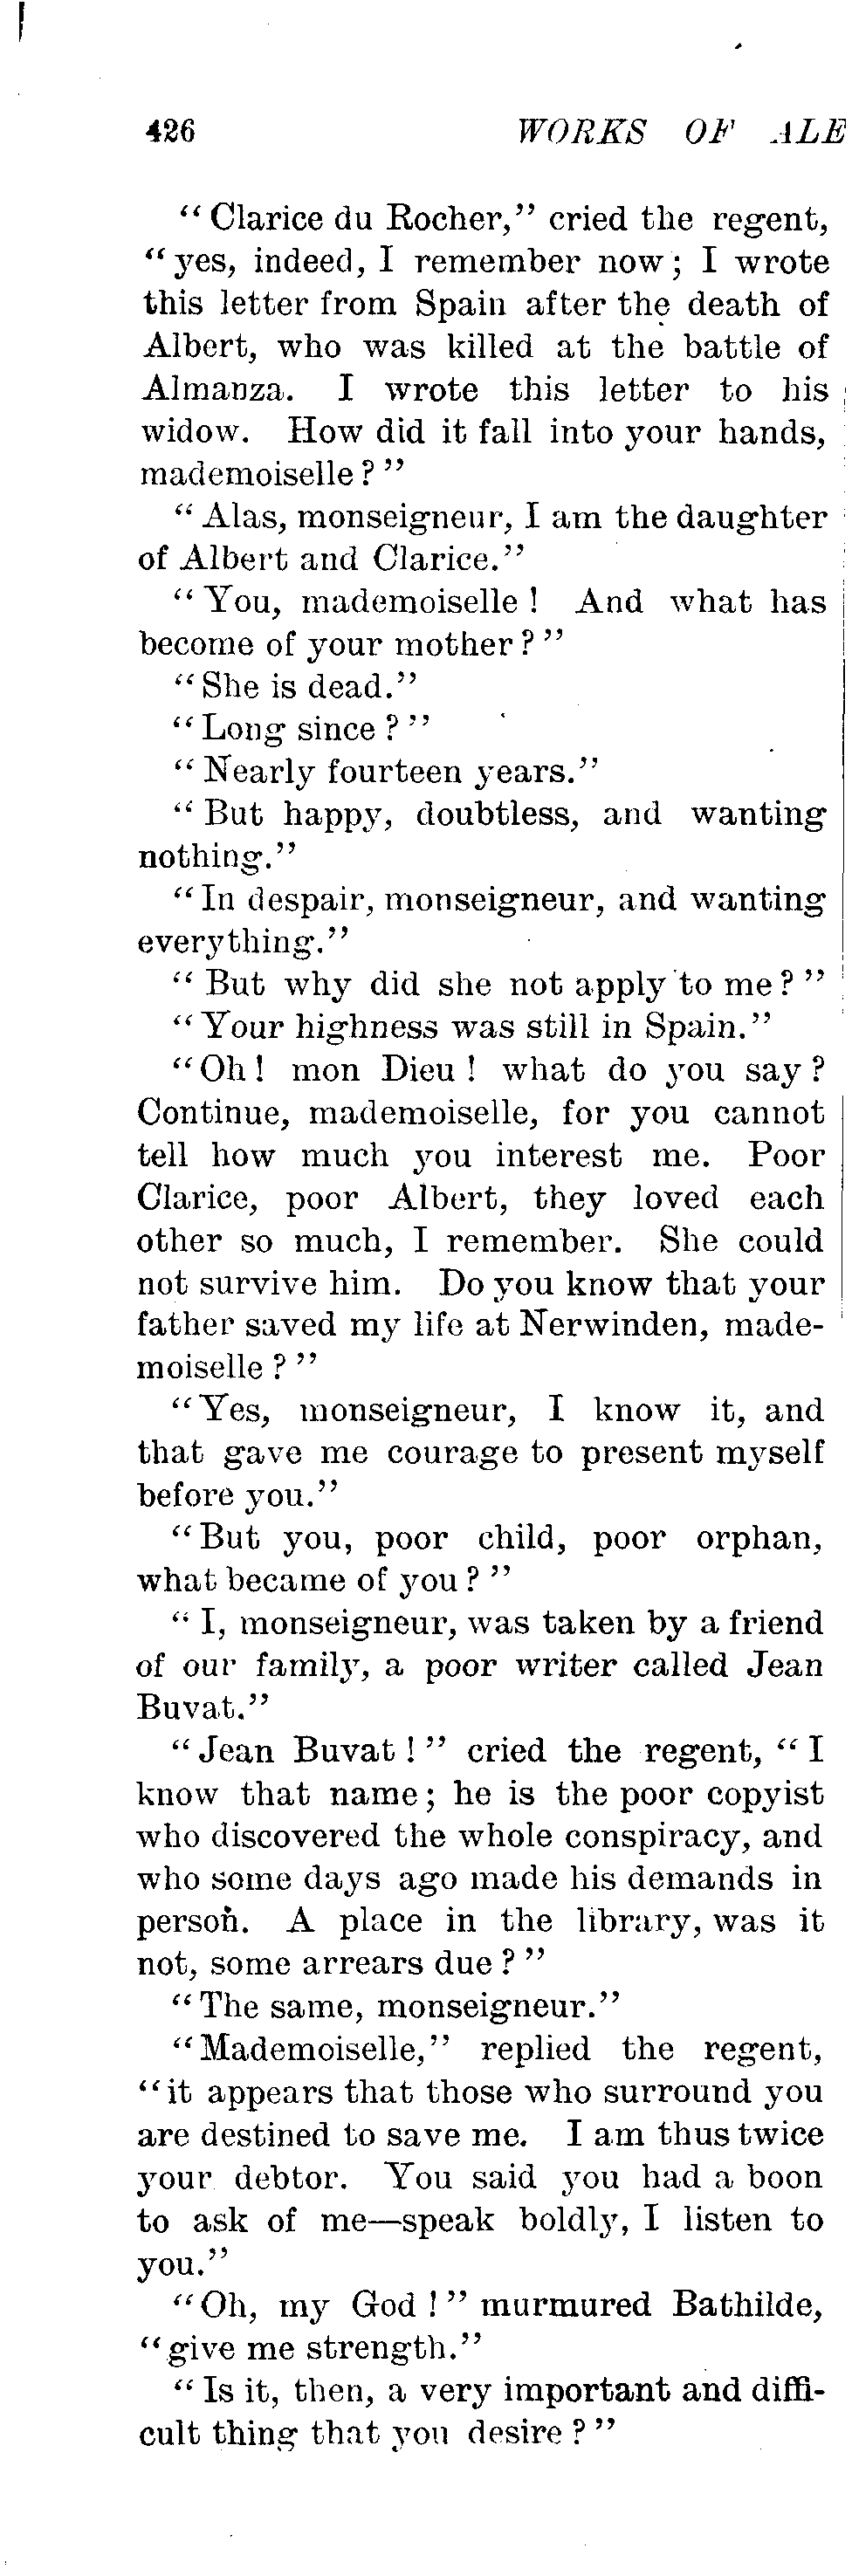 426 WORKS OF ALE
"Clarice du Rocher," cried the regent,
"yes, indeed, I remember now; I wrote
this letter from Spain after the death of
Albert, who was killed at the battle of
Almanza. I wrote this letter to his
widow. How did it fall into your hands,
mademoiselle?"
"Alas, monseigneur, I am the daughter
of Albert and Clarice."
"You, mademoiselle! And what has
become of your mother?"
"She is dead."
"Long since?"
"Nearly fourteen years."
"But happy, doubtless, and wanting
nothing."
"In despair, monseigneur, and wanting
everything."
"But why did she not apply to me?"
"Your highness was still in Spain."
"Oh! mon Dieu! what do you say?
Continue, mademoiselle, for you cannot
tell how much you interest me. Poor
Clarice, poor Albert, they loved each
other so much, I remember. She could
not survive him. Do you know that your
father saved my life at Nerwinden, made-
moiselle?"
"Yes, monseigneur, I know it, and
that gave me courage to present myself
before you."
"But you, poor child, poor orphan,
what became of you?"
"I, monseigneur, was taken by a friend
of our family, a poor writer called Jean
Buvat."
"Jean Buvat!" cried the regent, "I
know that name; he is the poor copyist
who discovered the whole conspiracy, and
who some days ago made his demands in
person. A place in the library, was it
not, some arrears due?"
"The same, monseigneur."
"Mademoiselle," replied the regent,
"it appears that those who surround you
are destined to save me. I am thus twice
your debtor. You said you had a boon
to ask of me—speak boldly, I listen to
you."
"Oh, my God!" murmured Bathilde,
"give me strength."
"Is it, then, a very important and diffi-
cult thing that you desire?"